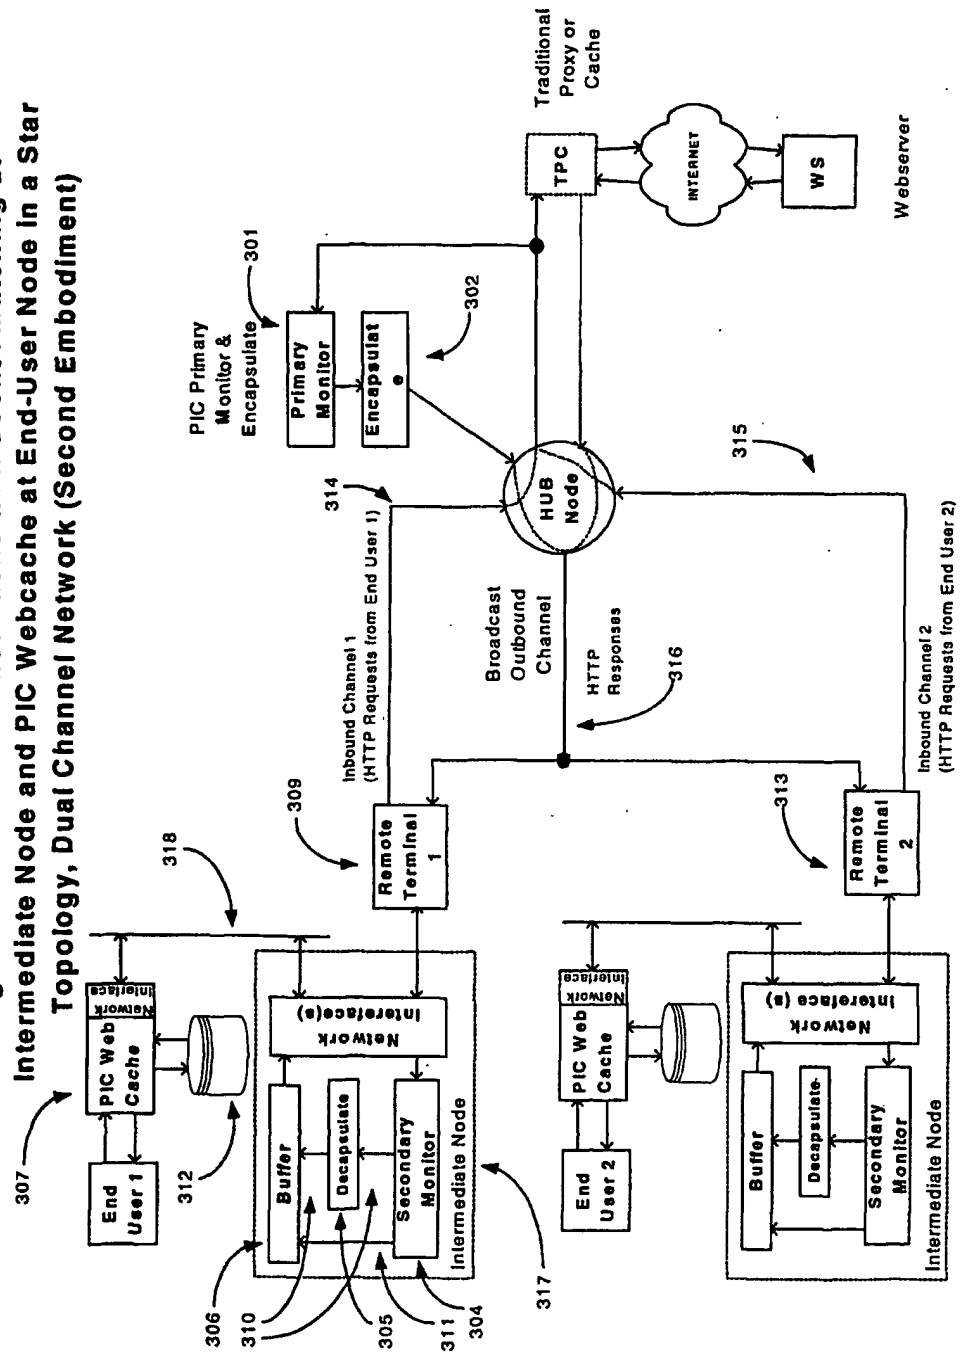 Intermediate Node and PIC Webcache at End-User Node in a Star
Topology, Dual Channel Network (Second Embodiment)
307
End
User 1
PIC Web
Cache
Network
Interface
318
312
306
310
305
311
304
Buffer
Decapsulate
Secondary
Monitor
Network
Intereface(s)
Intermediate Node
317
309
Remote
Terminal
1
Inbound Channel 1
(HTTP Requests from End User 1)
314
PIC Primary
Monitor &
Encapsulate
301
Primary
Monitor
Encapsulat
e
302
HUB
Node
Broadcast
Outbound
Channel
HTTP
Responses
316
TPC
Traditional
Proxy or
Cache
INTERNET
WS
Webserver
315
Inbound Channel 2
(HTTP Requests from End User 2)
313
Remote
Terminal
2
End
User 2
PIC Web
Cache
Network
Interface
Buffer
Decapsulate-
Secondary
Monitor
Network
Intereface(s)
Intermediate Node